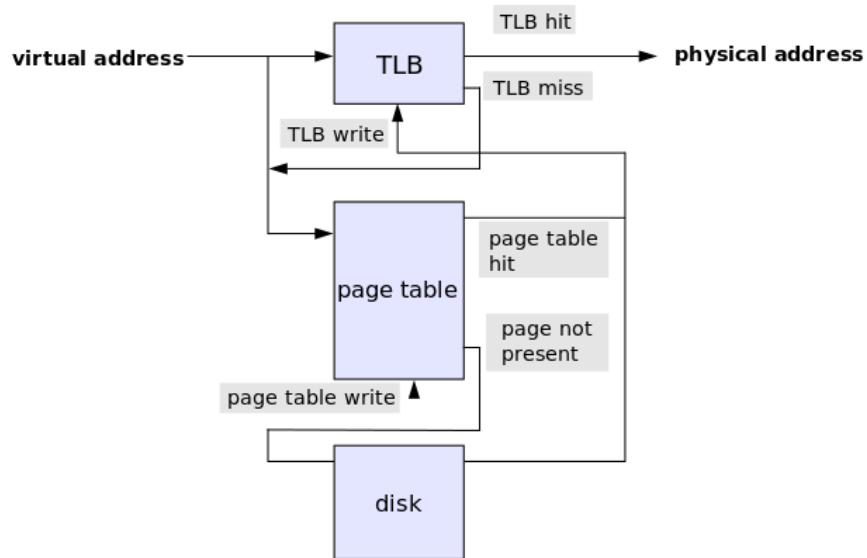 TLB hit
virtual address
TLB
physical address
TLB miss
TLB write
page table
hit
page table
page not
present
page table write
disk